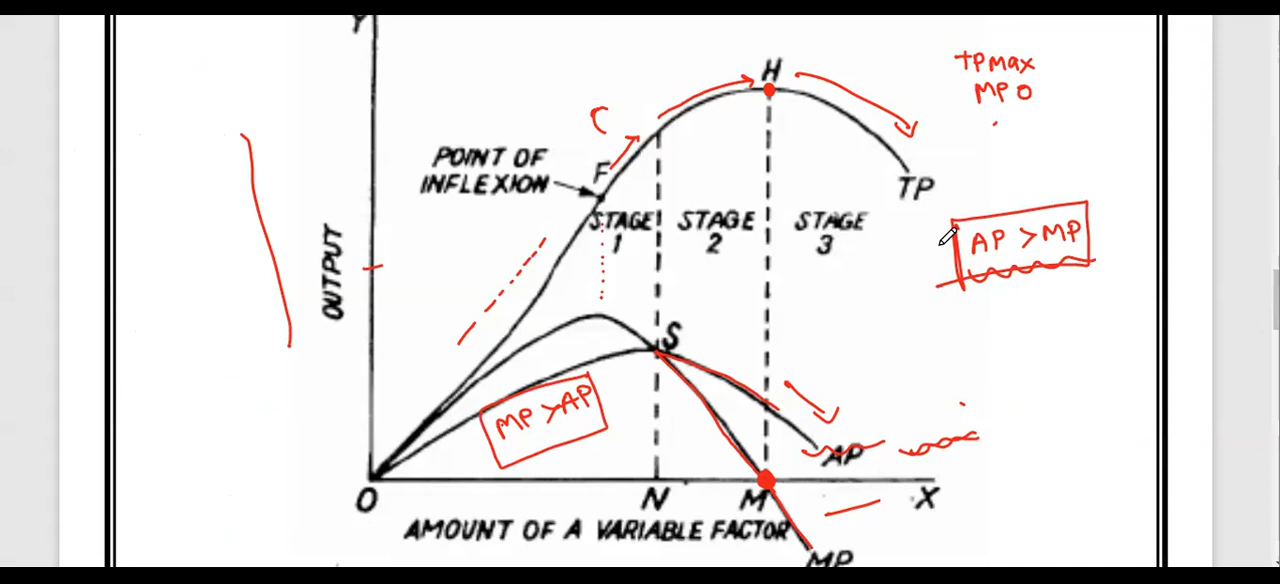 Y
H
TPMax
MP 0
C
POINT OF
INFLEXION
F
TP
STAGE
1
STAGE
2
STAGE
3
AP >MP
OUTPUT
S
MP >AP
AP
O
N
M
X
AMOUNT OF A VARIABLE FACTOR
MP